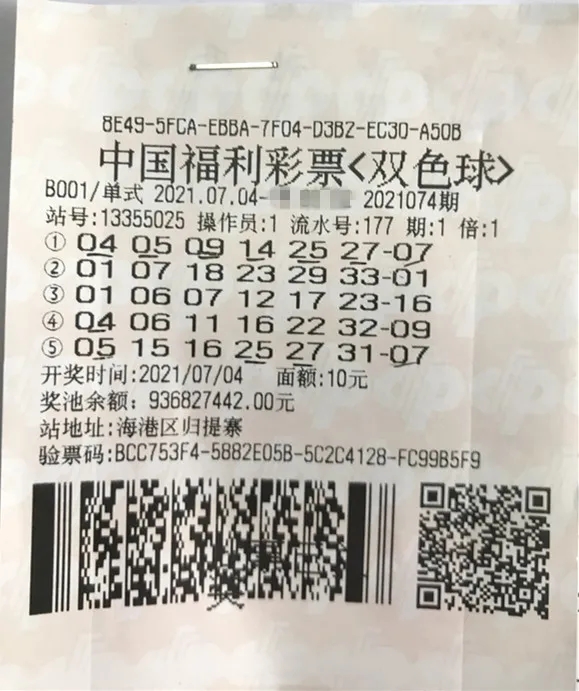 8E49-5FCA-EBBA-7F04-D3B2-EC30-A50B
中国福利彩票<双色球>
B001/单式 2021.07.04- 2021074期
站号:13355025 操作员:1 流水号:177 期:1 倍:1
① 04 05 09 14 25 27-07
② 01 07 18 23 29 33-01
③ 01 06 07 12 17 23-16
④ 04 06 11 16 22 32-09
⑤ 05 15 16 25 27 31-07
开奖时间:2021/07/04 面额:10元
奖池余额: 936827442.00元
站地址:海港区归提寨
验票码:BCC753F4-5882E05B-5C2C4128-FC99B5F9